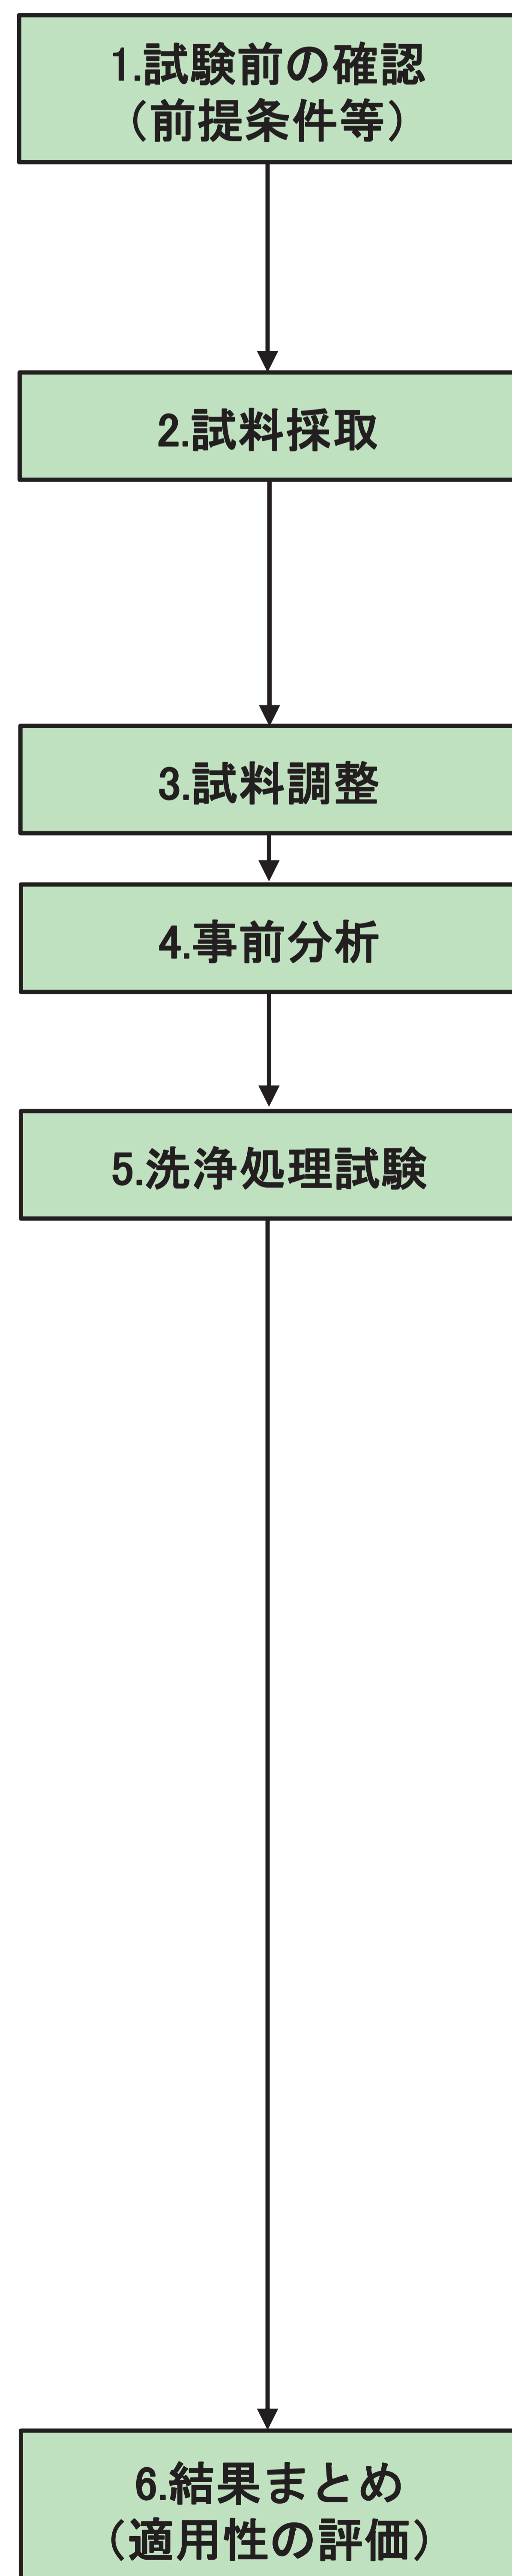 1.試験前の確認
(前提条件等)
2.試料採取
3.試料調整
4.事前分析
5.洗浄処理試験
6.結果まとめ
(適用性の評価)